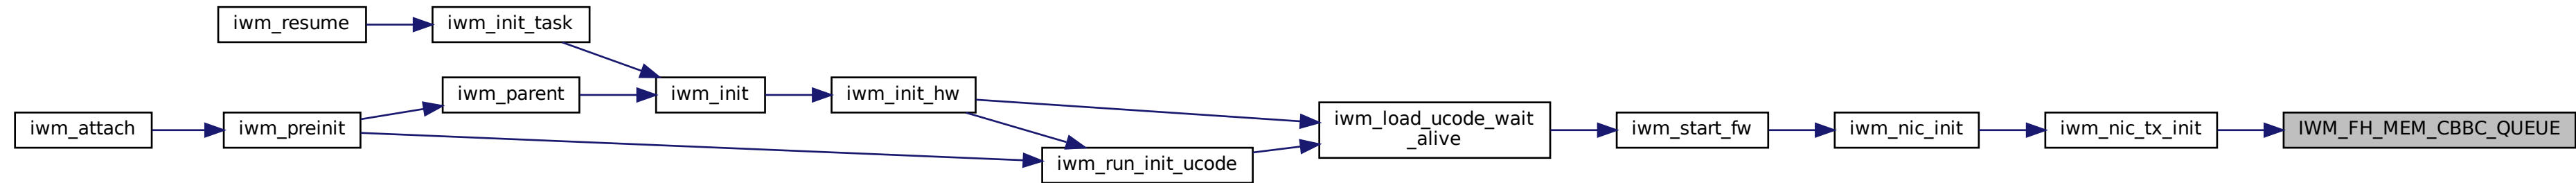 iwm_resume
iwm_init_task
iwm_parent
iwm_init
iwm_init_hw
iwm_attach
iwm_preinit
iwm_load_ucode_wait
_alive
iwm_start_fw
iwm_nic_init
iwm_nic_tx_init
IWM_FH_MEM_CBBC_QUEUE
iwm_run_init_ucode